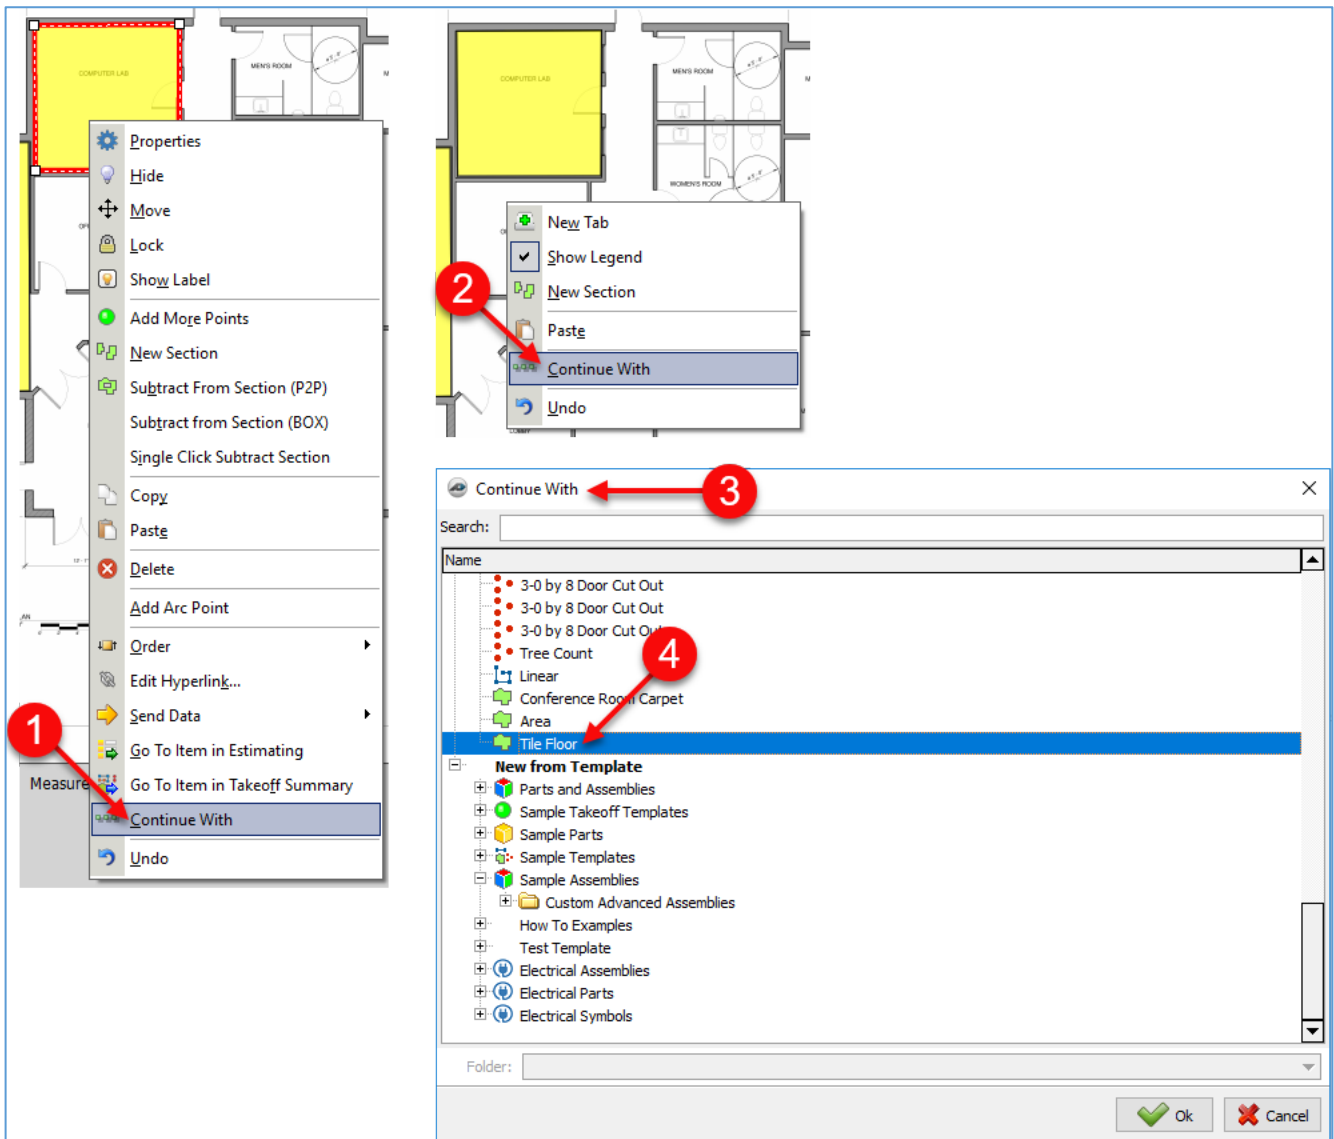 COMPUTER LAB
MEN'S ROOM
Properties
Hide
Move
Lock
Show Label
Add More Points
New Section
Subtract From Section (P2P)
Subtract from Section (BOX)
Single Click Subtract Section
Copy
Paste
Delete
Add Arc Point
Order
Edit Hyperlink...
Send Data
Go To Item in Estimating
Measure
Go To Item in Takeoff Summary
1
Continue With
Undo
COMPUTER LAB
MEN'S ROOM
WOMEN'S ROOM
New Tab
Show Legend
2
New Section
Paste
Continue With
Undo
LOBBY
Continue With
3
Search:
Name
3-0 by 8 Door Cut Out
3-0 by 8 Door Cut Out
3-0 by 8 Door Cut Out
Tree Count
4
Linear
Conference Room Carpet
Area
Tile Floor
New from Template
Parts and Assemblies
Sample Takeoff Templates
Sample Parts
Sample Templates
Sample Assemblies
Custom Advanced Assemblies
How To Examples
Test Template
Electrical Assemblies
Electrical Parts
Electrical Symbols
Folder:
Ok
Cancel